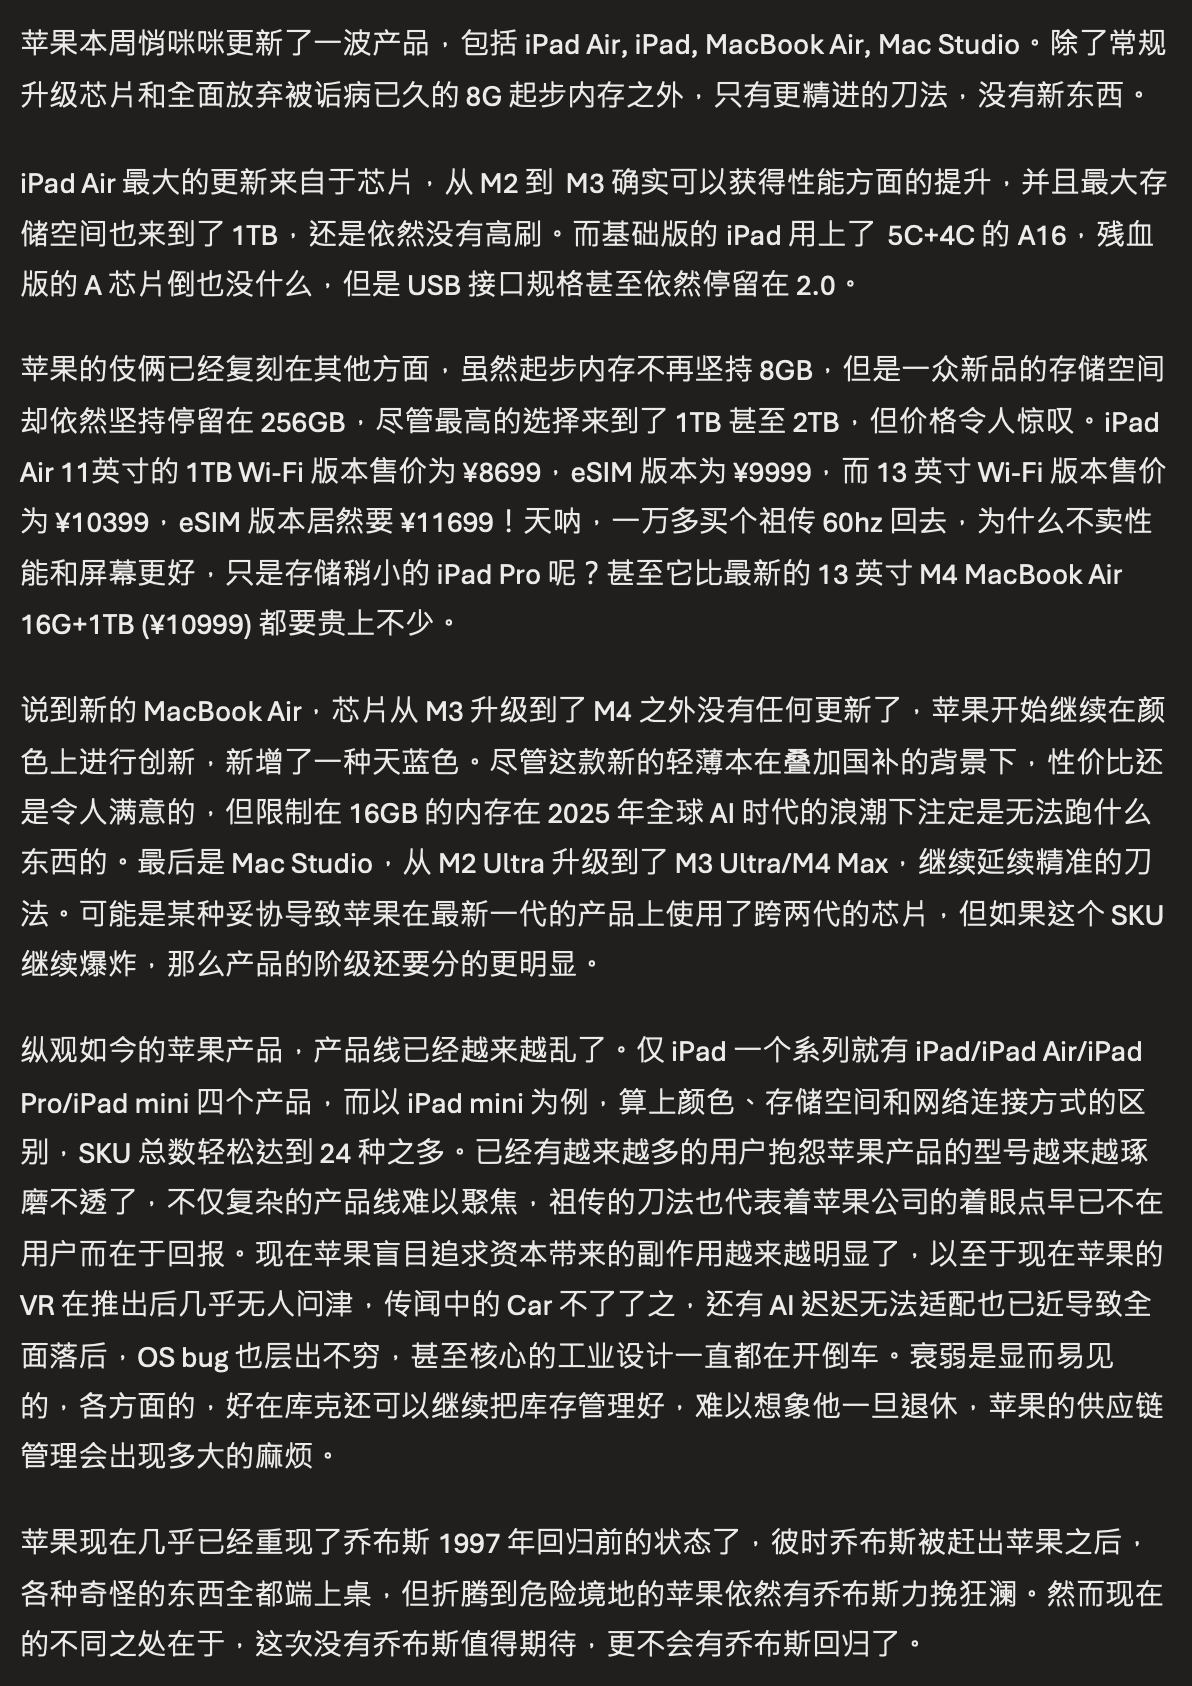 苹果本周悄咪咪更新了一波产品，包括 iPad Air, iPad, MacBook Air, Mac Studio。除了常规
升级芯片和全面放弃被诟病已久的 8G 起步内存之外，只有更精进的刀法，没有新东西。
iPad Air 最大的更新来自于芯片，从 M2 到 M3 确实可以获得性能方面的提升，并且最大存
储空间也来到了 1TB，还是依然没有高刷。而基础版的 iPad 用上了 5C+4C 的 A16，残血
版的 A 芯片倒也没什么，但是 USB 接口规格甚至依然停留在 2.0。
苹果的伎俩已经复刻在其他方面，虽然起步内存不再坚持 8GB，但是一众新品的存储空间
却依然坚持停留在 256GB，尽管最高的选择来到了 1TB 甚至 2TB，但价格令人惊叹。iPad
Air 11英寸的 1TB Wi-Fi 版本售价为 ¥8699，eSIM 版本为 ¥9999，而 13 英寸 Wi-Fi 版本售价
为 ¥10399，eSIM 版本居然要 ¥11699！天呐，一万多买个祖传 60hz 回去，为什么不卖性
能和屏幕更好，只是存储稍小的 iPad Pro 呢？甚至它比最新的 13 英寸 M4 MacBook Air
16G+1TB (¥10999) 都要贵上不少。
说到新的 MacBook Air，芯片从 M3 升级到了 M4 之外没有任何更新了，苹果开始继续在颜
色上进行创新，新增了一种天蓝色。尽管这款新的轻薄本在叠加国补的背景下，性价比还
是令人满意的，但限制在 16GB 的内存在 2025 年全球 AI 时代的浪潮下注定是无法跑什么
东西的。最后是 Mac Studio，从 M2 Ultra 升级到了 M3 Ultra/M4 Max，继续延续精准的刀
法。可能是某种妥协导致苹果在最新一代的产品上使用了跨两代的芯片，但如果这个 SKU
继续爆炸，那么产品的阶级还要分的更明显。
纵观如今的苹果产品，产品线已经越来越乱了。仅 iPad 一个系列就有 iPad/iPad Air/iPad
Pro/iPad mini 四个产品，而以 iPad mini 为例，算上颜色、存储空间和网络连接方式的区
别，SKU 总数轻松达到 24 种之多。已经有越来越多的用户抱怨苹果产品的型号越来越琢
磨不透了，不仅复杂的产品线难以聚焦，祖传的刀法也代表着苹果公司的着眼点早已不在
用户而在于回报。现在苹果盲目追求资本带来的副作用越来越明显了，以至于现在苹果的
VR 在推出后几乎无人问津，传闻中的 Car 不了了之，还有 AI 迟迟无法适配也已近导致全
面落后，OS bug 也层出不穷，甚至核心的工业设计一直都在开倒车。衰弱是显而易见
的，各方面的，好在库克还可以继续把库存管理好，难以想象他一旦退休，苹果的供应链
管理会出现多大的麻烦。
苹果现在几乎已经重现了乔布斯 1997 年回归前的状态了，彼时乔布斯被赶出苹果之后，
各种奇怪的东西全都端上桌，但折腾到危险境地的苹果依然有乔布斯力挽狂澜。然而现在
的不同之处在于，这次没有乔布斯值得期待，更不会有乔布斯回归了。